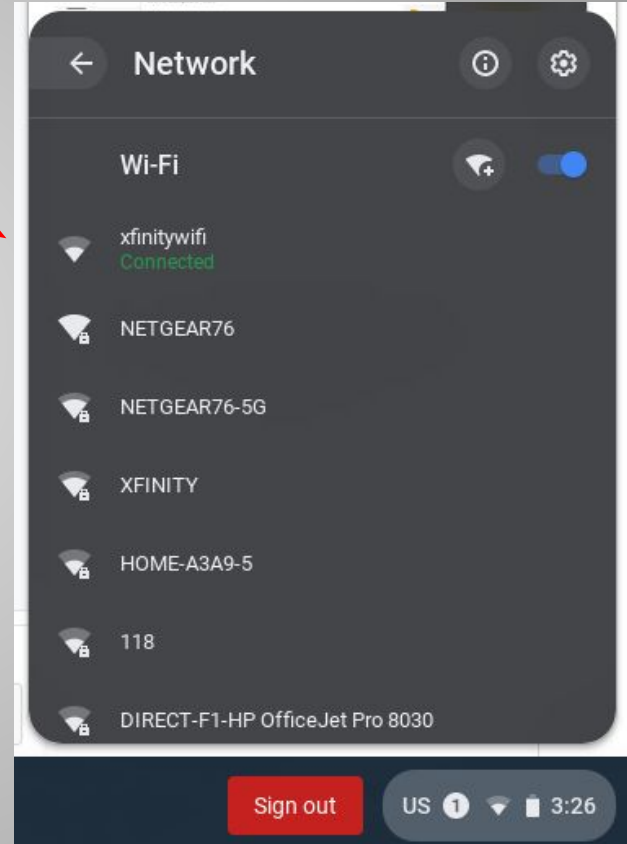 Network
Wi-Fi
xfinitywifi
Connected
NETGEAR76
NETGEAR76-5G
XFINITY
HOME-A3A9-5
118
DIRECT-F1-HP OfficeJet Pro 8030
Sign out US 1 3:26